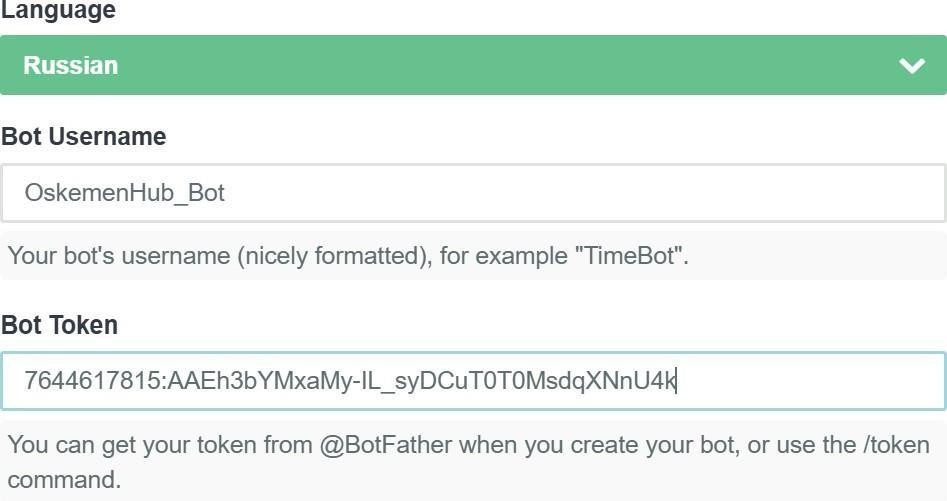 Language
Russian
Bot Username
OskemenHub_Bot
Your bot's username (nicely formatted), for example "TimeBot".
Bot Token
7644617815:AAEh3bYMxaMy-IL_syDCuT0T0MsdqXNnU4k
You can get your token from @BotFather when you create your bot, or use the /token
command.